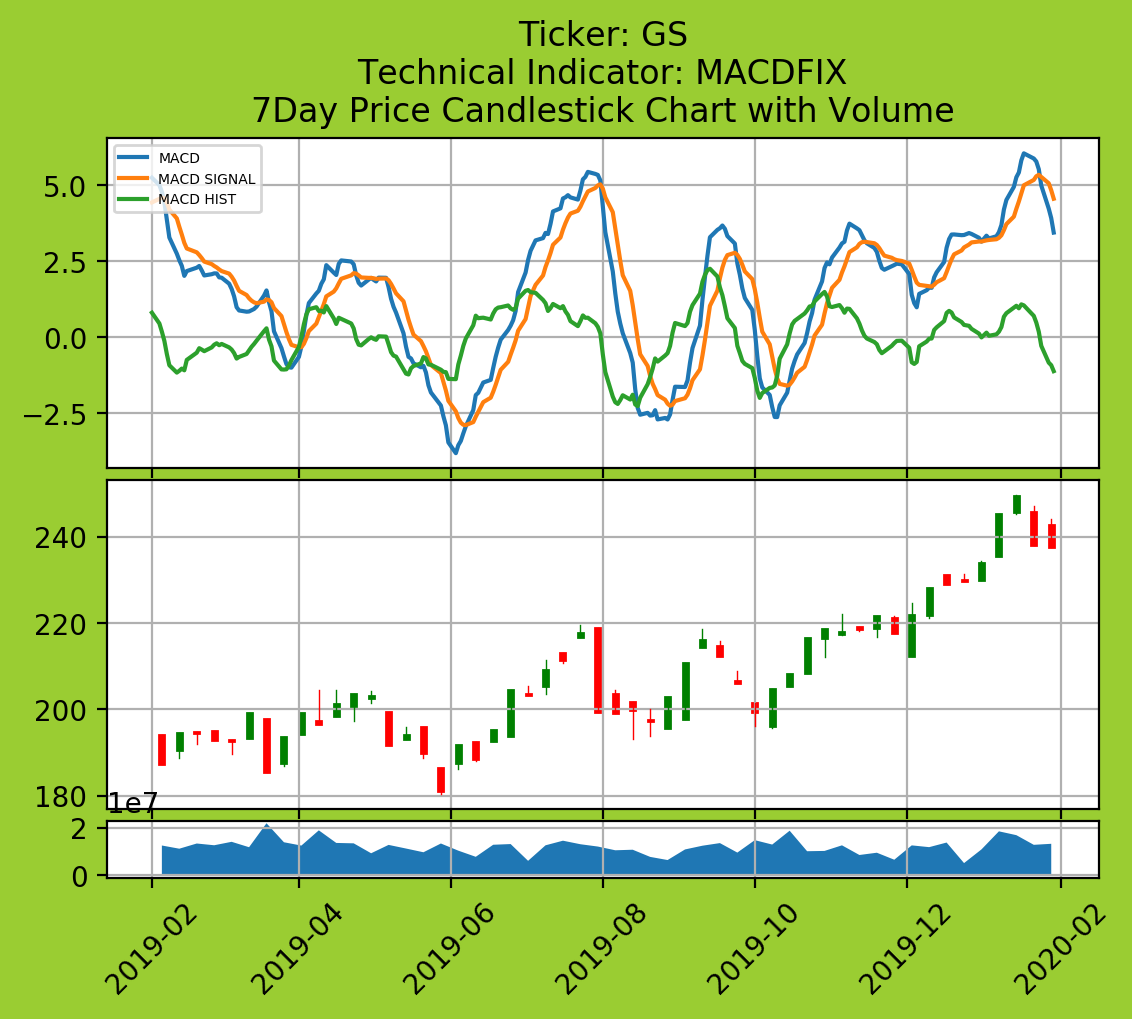 Ticker: GS
Technical Indicator: MACDFIX
7Day Price Candlestick Chart with Volume
MACD
MACD SIGNAL
MACD HIST
5.0
2.5
0.0
−2.5
240
220
200
180
1e7
2
0
2019-02
2019-04
2019-06
2019-08
2019-10
2019-12
2020-02